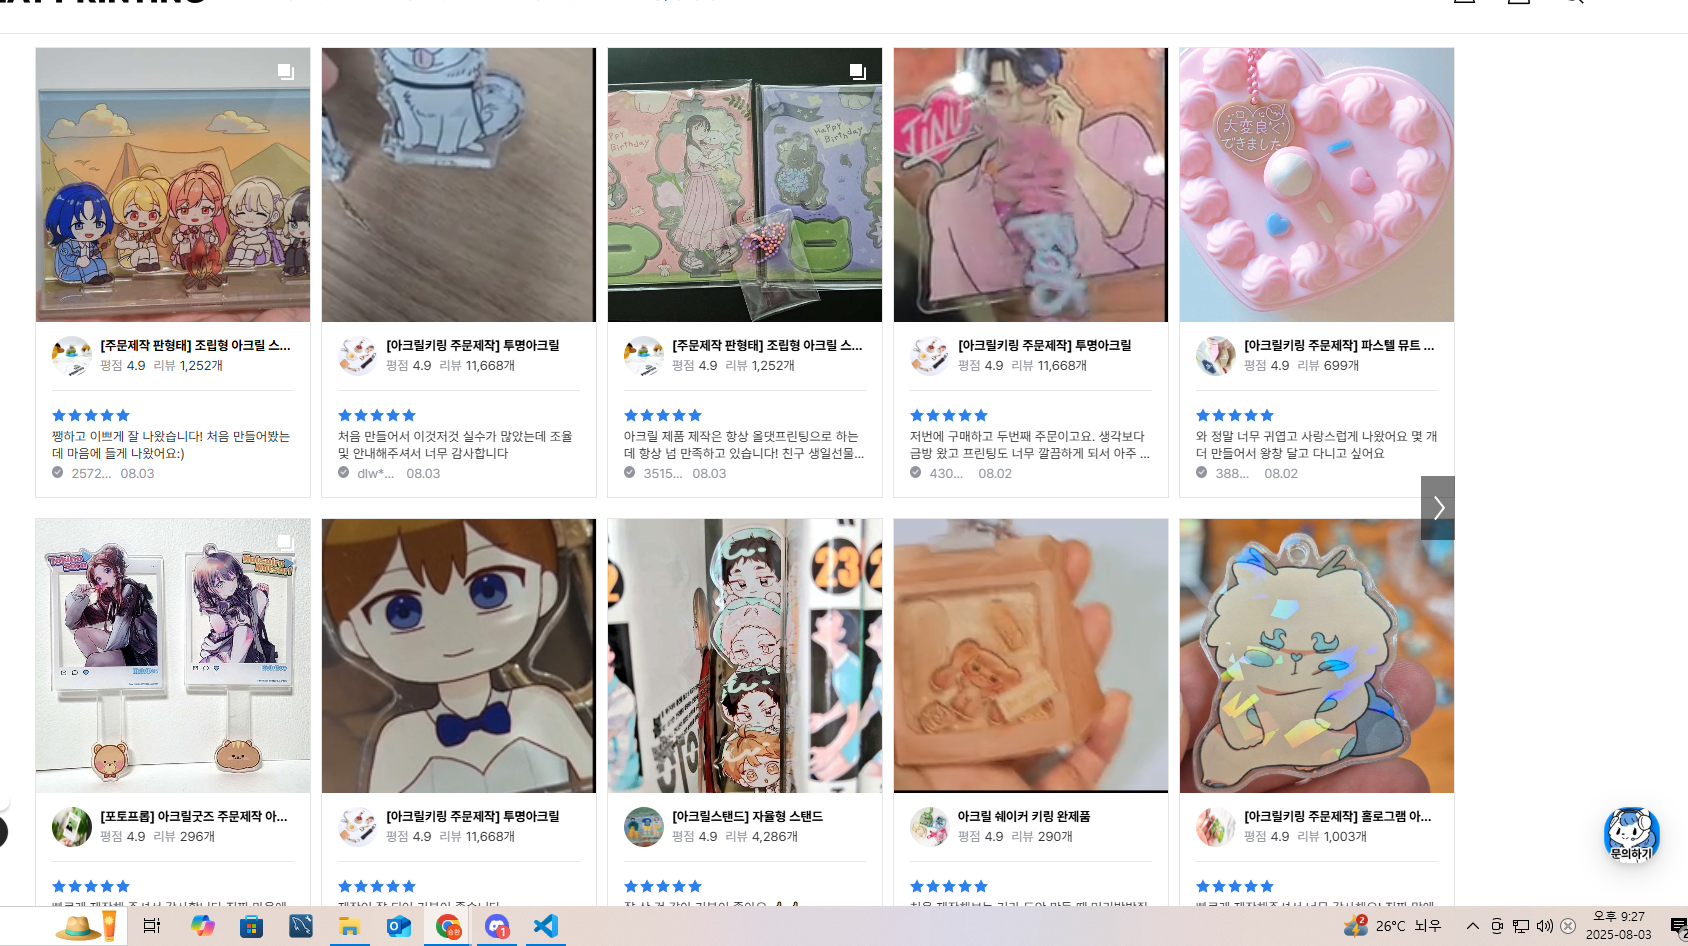 Happy
Birthday
Happy
Birthday
JINU
大変良く
できました
[주문제작 판형태] 조립형 아크릴 스...
평점 4.9 리뷰 1,252개
쨍하고 이쁘게 잘 나왔습니다! 처음 만들어봤는
데 마음에 들게 나왔어요:)
2572... 08.03
[아크릴키링 주문제작] 투명아크릴
평점 4.9 리뷰 11,668개
처음 만들어서 이것저것 실수가 많았는데 조율
및 안내해주셔서 너무 감사합니다
dlw*... 08.03
[주문제작 판형태] 조립형 아크릴 스...
평점 4.9 리뷰 1,252개
아크릴 제품 제작은 항상 올댓프린팅으로 하는
데 항상 넘 만족하고 있습니다! 친구 생일선물...
3515... 08.03
[아크릴키링 주문제작] 투명아크릴
평점 4.9 리뷰 11,668개
저번에 구매하고 두번째 주문이고요. 생각보다
금방 왔고 프린팅도 너무 깔끔하게 되서 아주 ...
430... 08.02
[아크릴키링 주문제작] 파스텔 뮤트 ...
평점 4.9 리뷰 699개
와 정말 너무 귀엽고 사랑스럽게 나왔어요 몇 개
더 만들어서 왕창 달고 다니고 싶어요
388... 08.02
23
[포토프롭] 아크릴굿즈 주문제작 아...
평점 4.9 리뷰 296개
[아크릴키링 주문제작] 투명아크릴
평점 4.9 리뷰 11,668개
[아크릴스탠드] 자율형 스탠드
평점 4.9 리뷰 4,286개
아크릴 쉐이커 키링 완제품
평점 4.9 리뷰 290개
[아크릴키링 주문제작] 홀로그램 아...
평점 4.9 리뷰 1,003개
문의하기
26°C 뇌우
오후 9:27
2025-08-03